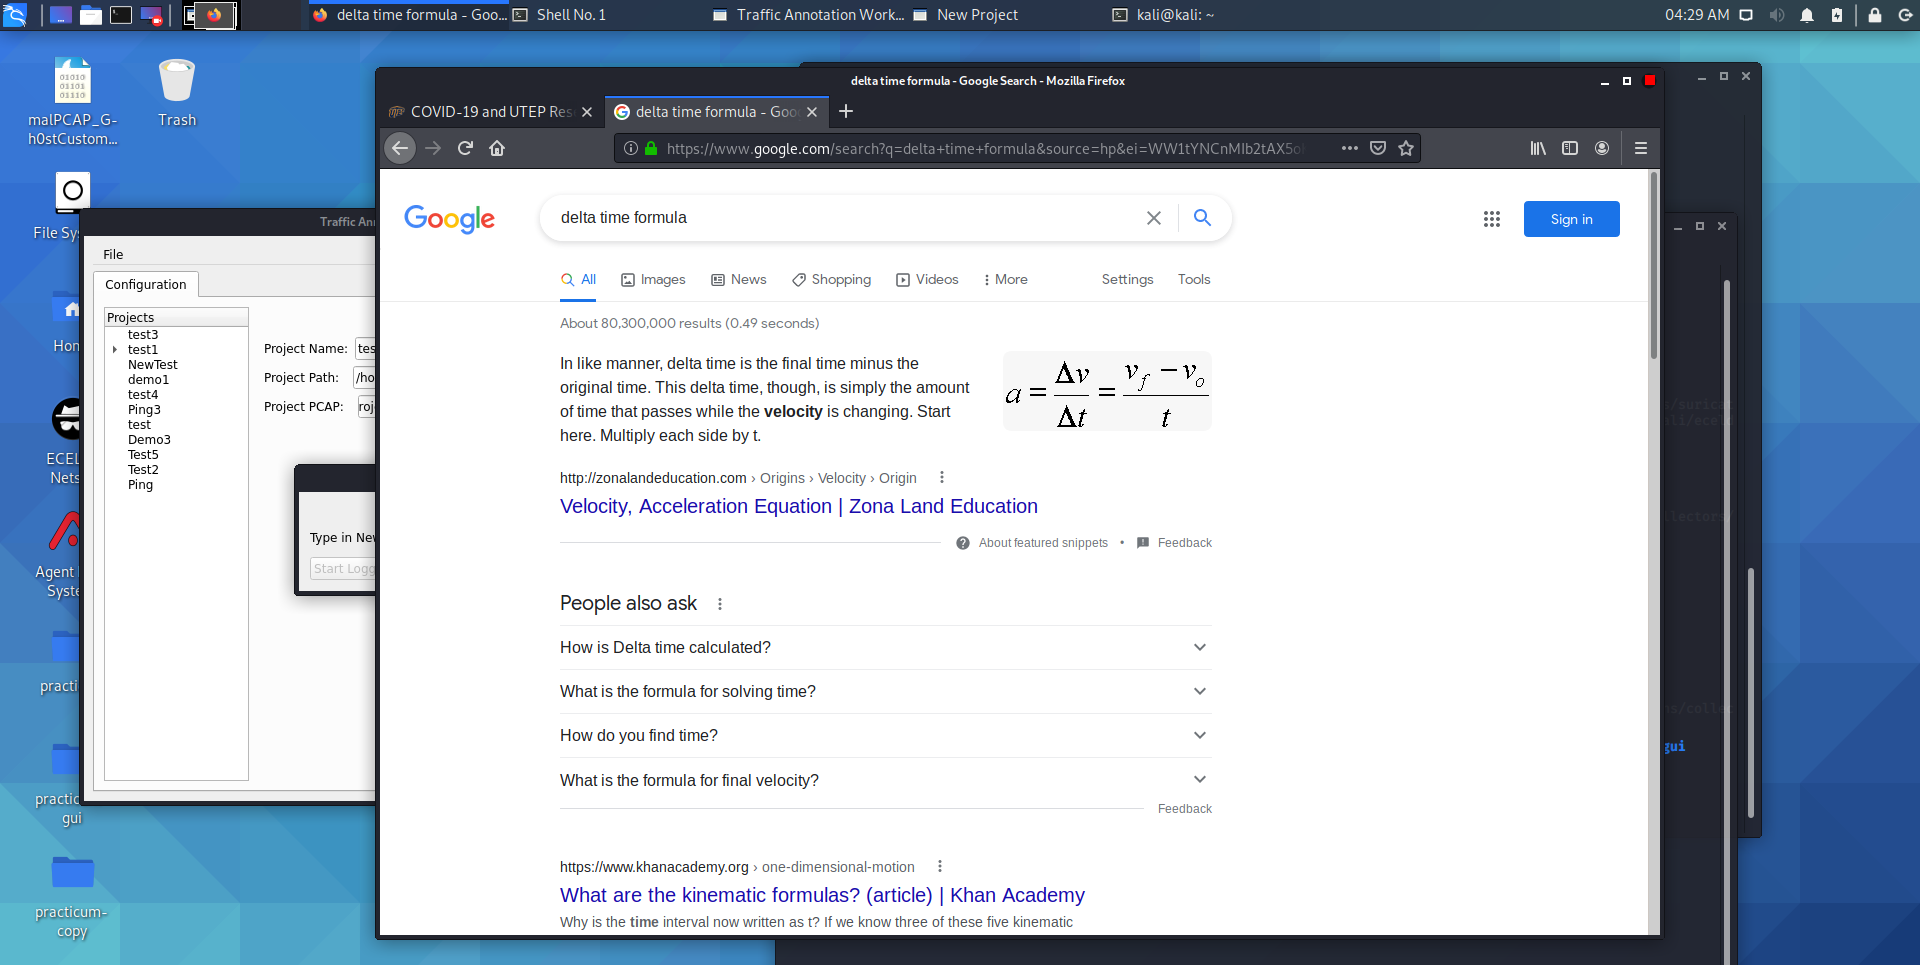 delta time formula - Goo...
Shell No. 1
Traffic Annotation Work...
New Project
kali@kali: ~
04:29 AM
malPCAP_G-
h0stCustom...
Trash
File Sy
Hon
ECEL
Net
Agent
Syste
practi
practic
gui
practicum-
copy
Traffic An
File
Configuration
Projects
test3
test1
NewTest
demo1
test4
Ping3
test
Demo3
Test5
Test2
Ping
Project Name: tes
Project Path: /ho
Project PCAP: roj
Type in Nev
Start Logg
delta time formula - Google Search - Mozilla Firefox
COVID-19 and UTEP Res
delta time formula - Goo
https://www.google.com/search?q=delta+time+formula&source=hp&ei=WW1tYNCnMIb2tAX5o
Google
delta time formula
Sign in
All
Images
News
Shopping
Videos
More
Settings
Tools
About 80,300,000 results (0.49 seconds)
In like manner, delta time is the final time minus the
original time. This delta time, though, is simply the amount
of time that passes while the velocity is changing. Start
here. Multiply each side by t.
a = Δv/Δt = (v_f − v_o)/t
http://zonalandeducation.com › Origins › Velocity › Origin
Velocity, Acceleration Equation | Zona Land Education
About featured snippets • Feedback
People also ask
How is Delta time calculated?
What is the formula for solving time?
How do you find time?
What is the formula for final velocity?
Feedback
https://www.khanacademy.org › one-dimensional-motion
What are the kinematic formulas? (article) | Khan Academy
Why is the time interval now written as t? If we know three of these five kinematic
s/surica
li/eceld
llectors/
ns/collec
gui